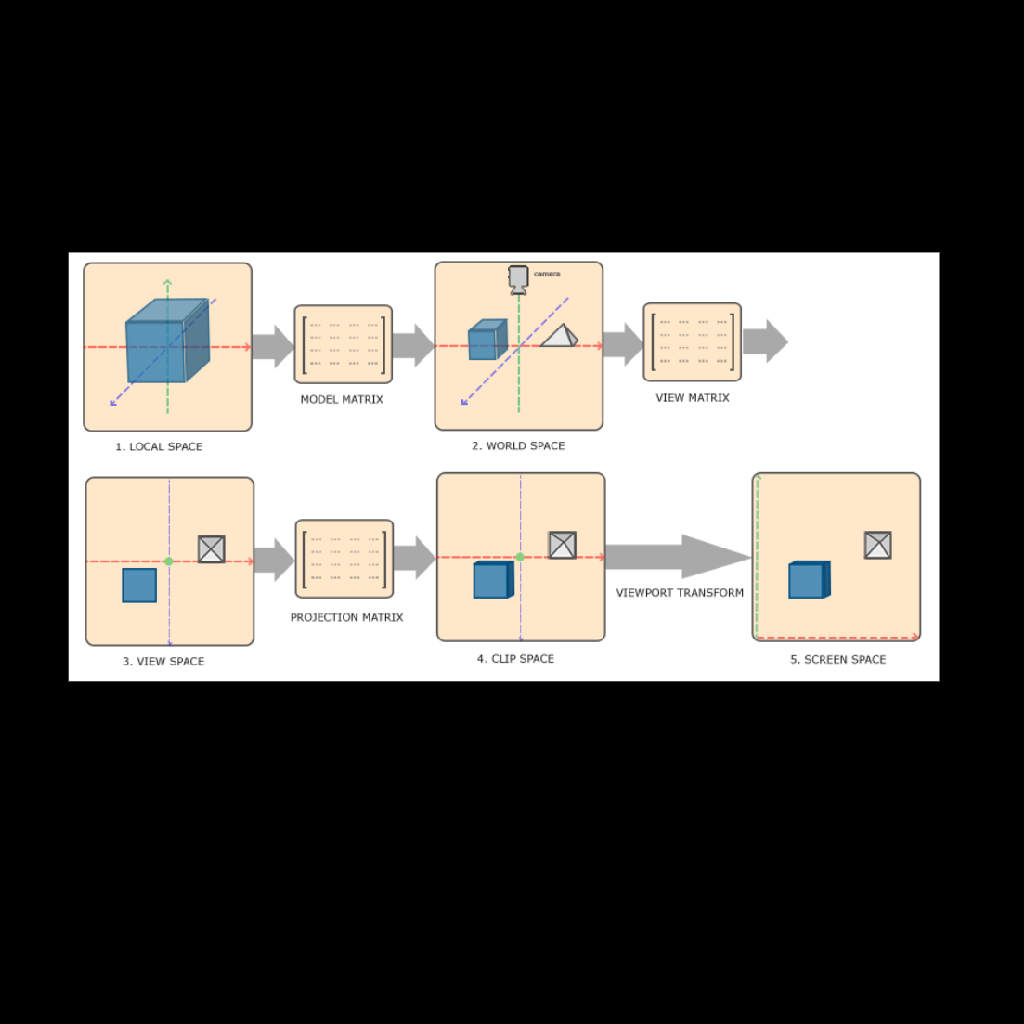 camera
MODEL MATRIX
VIEW MATRIX
1. LOCAL SPACE
2. WORLD SPACE
PROJECTION MATRIX
VIEWPORT TRANSFORM
3. VIEW SPACE
4. CLIP SPACE
5. SCREEN SPACE